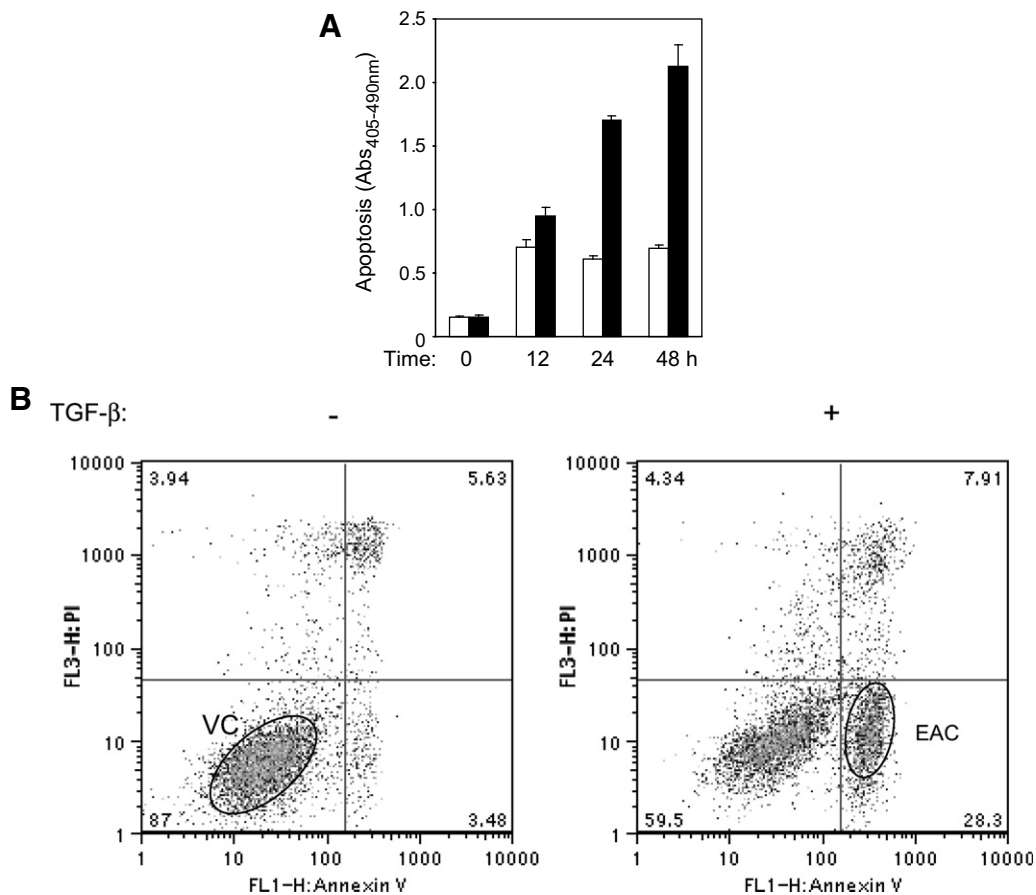 A
Apoptosis (Abs405-490nm)
2.5
2.0
1.5
1.0
0.5
0
Time: 0 12 24 48 h
B
TGF-β: - +
10000
1000
100
10
1
FL3-H: PI
3.94 5.63
VC
87 3.48
1 10 100 1000 10000
FL1-H: Annexin V
10000
1000
100
10
1
FL3-H: PI
4.34 7.91
EAC
59.5 28.3
1 10 100 1000 10000
FL1-H: Annexin V